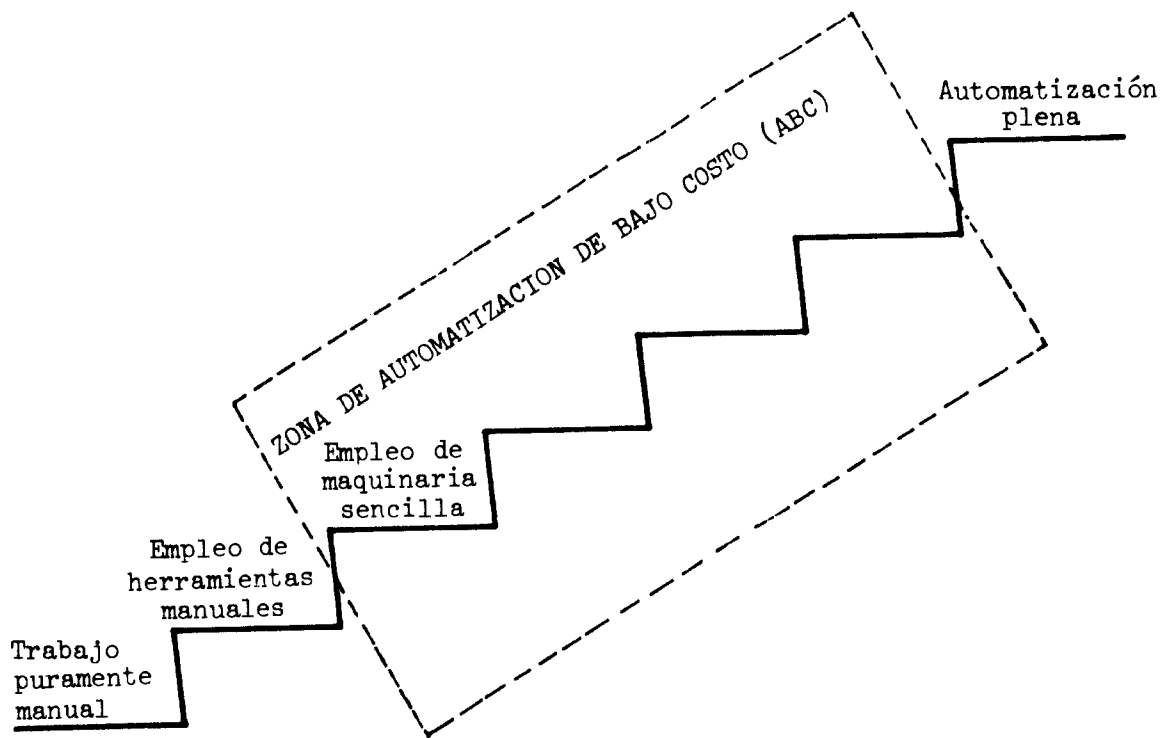 Automatización
plena
ZONA DE AUTOMATIZACION DE BAJO COSTO (ABC)
Empleo de
maquinaria
sencilla
Empleo de
herramientas
manuales
Trabajo
puramente
manual